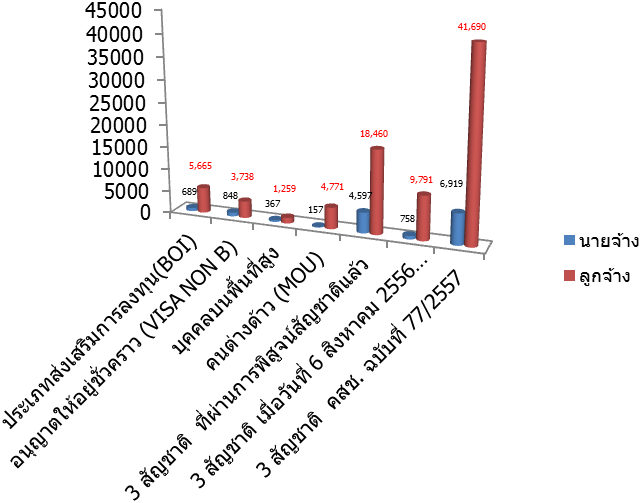 45000
40000
35000
30000
25000
20000
15000
10000
5000
0
689
5,665
848
3,738
367
1,259
157
4,771
4,597
18,460
758
9,791
6,919
41,690
ประเภทส่งเสริมการลงทุน(BOI)
อนุญาตให้อยู่ชั่วคราว (VISA NON B)
บุคคลบนพื้นที่สูง
คนต่างด้าว (MOU)
3 สัญชาติ ที่ผ่านการพิสูจน์สัญชาติแล้ว
3 สัญชาติ เมื่อวันที่ 6 สิงหาคม 2556...
3 สัญชาติ คสช. ฉบับที่ 77/2557
นายจ้าง
ลูกจ้าง